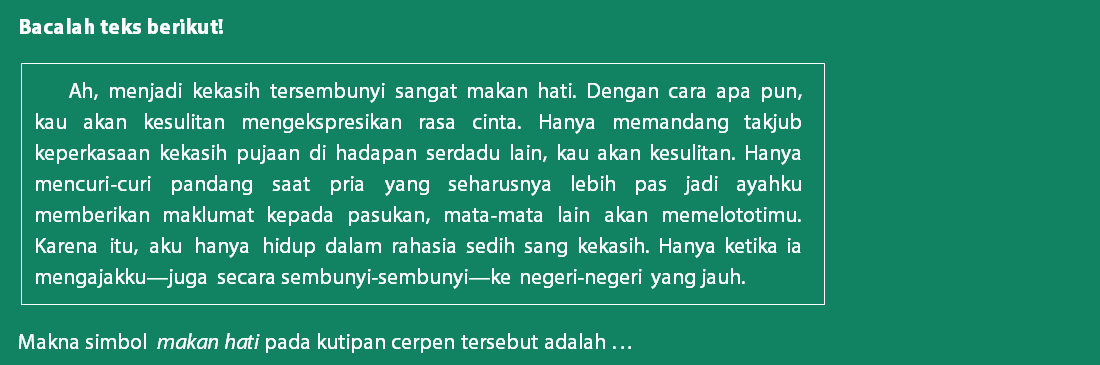 Bacalah teks berikut!
Ah, menjadi kekasih tersembunyi sangat makan hati. Dengan cara apa pun,
kau akan kesulitan mengekspresikan rasa cinta. Hanya memandang takjub
keperkasaan kekasih pujaan di hadapan serdadu lain, kau akan kesulitan. Hanya
mencuri-curi pandang saat pria yang seharusnya lebih pas jadi ayahku
memberikan maklumat kepada pasukan, mata-mata lain akan memelototimu.
Karena itu, aku hanya hidup dalam rahasia sedih sang kekasih. Hanya ketika ia
mengajakku—juga secara sembunyi-sembunyi—ke negeri-negeri yang jauh.
Makna simbol makan hati pada kutipan cerpen tersebut adalah ...